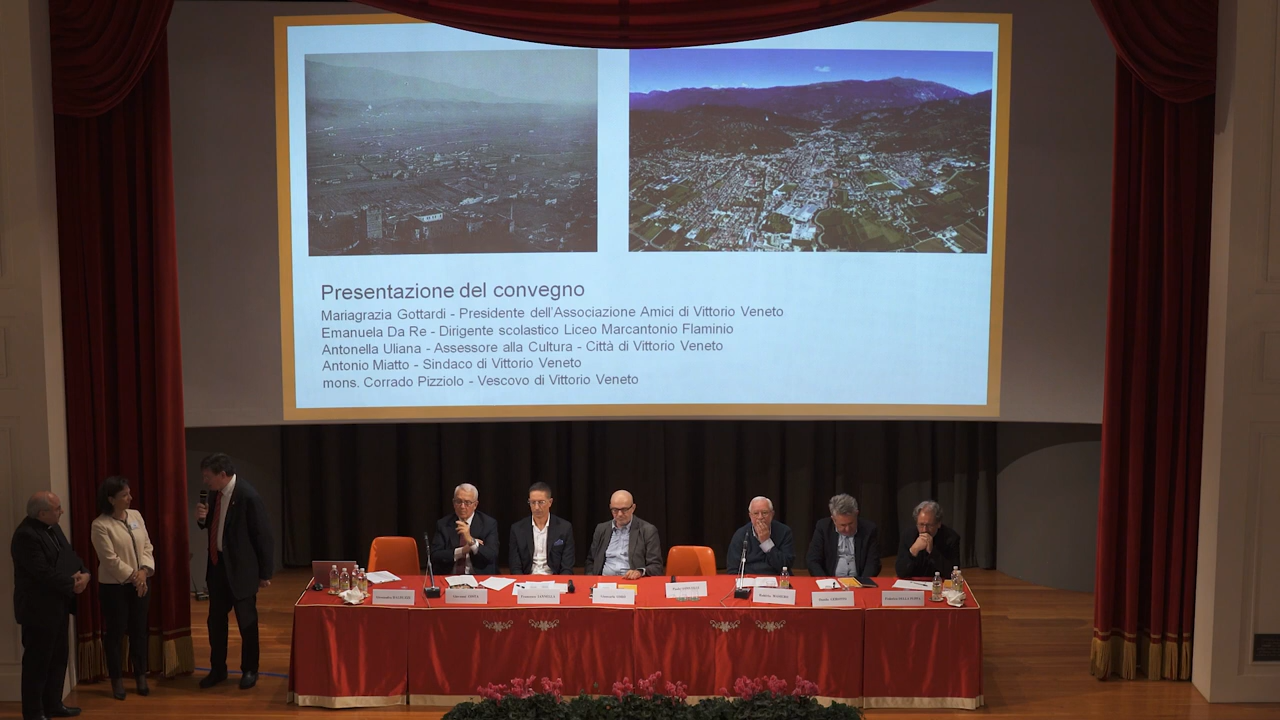 Presentazione del convegno
Mariagrazia Gottardi - Presidente dell'Associazione Amici di Vittorio Veneto
Emanuela Da Re - Dirigente scolastico Liceo Marcantonio Flaminio
Antonella Uliana - Assessore alla Cultura - Città di Vittorio Veneto
Antonio Miatto - Sindaco di Vittorio Veneto
mons. Corrado Pizziolo - Vescovo di Vittorio Veneto